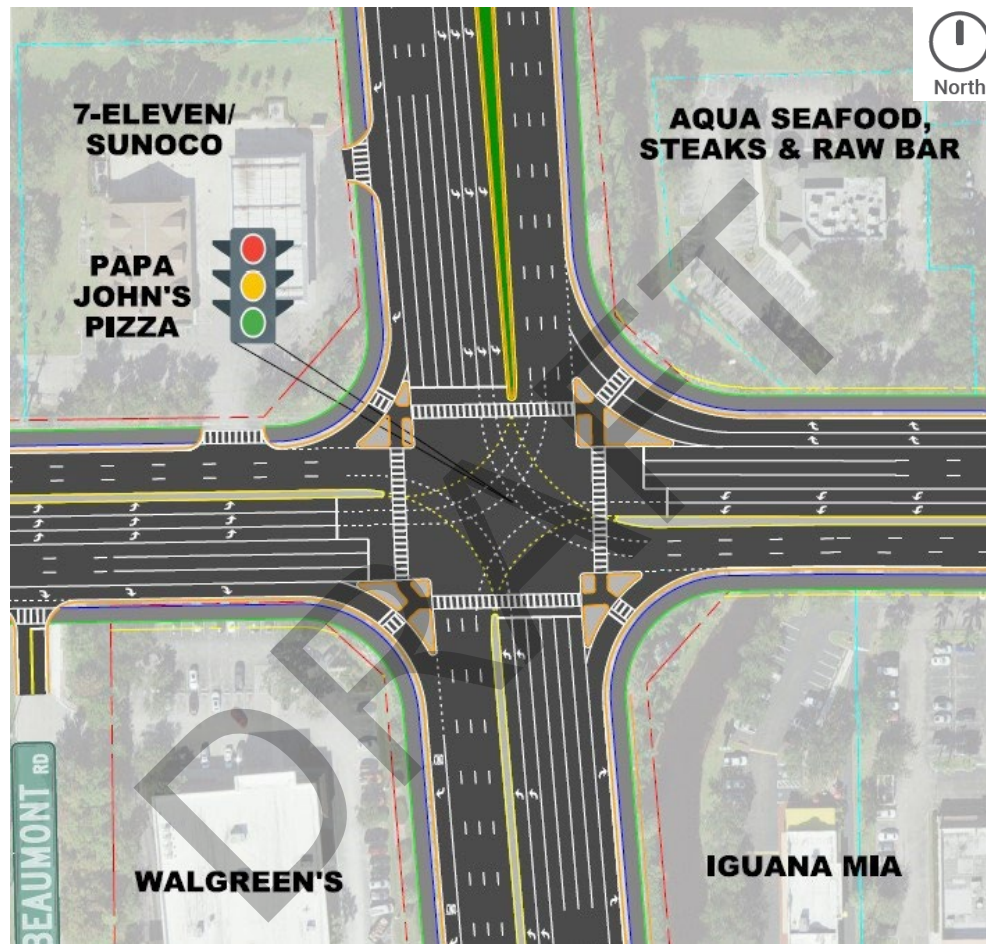 North
7-ELEVEN/
SUNOCO
AQUA SEAFOOD,
STEAKS & RAW BAR
PAPA
JOHN'S
PIZZA
DRAFT
BEAUMONT RD
WALGREEN'S
IGUANA MIA